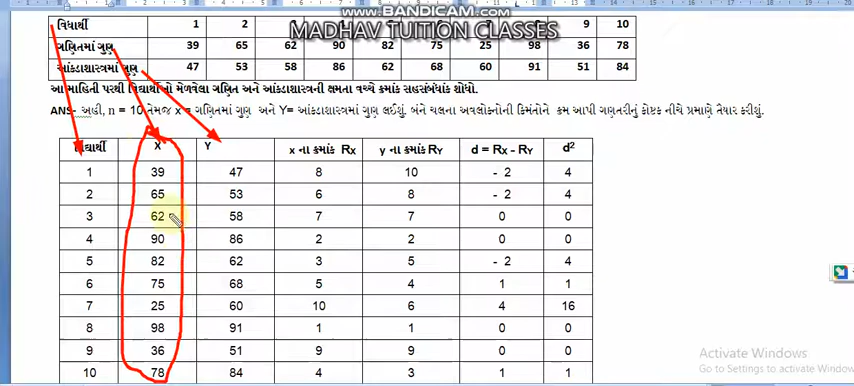 www.BANDICAM.com
MADHAV TUITION CLASSES
વિદ્યાર્થી 1 2 9 10
ગણિતમાં ગુણ 39 65 62 90 82 75 25 98 36 78
આંકડાશાસ્ત્રમાં ગુણ 47 53 58 86 62 68 60 91 51 84
આ માહિતી પરથી વિદ્યાર્થીઓએ મેળવેલા ગણિત અને આંકડાશાસ્ત્રની ક્ષમતા વચ્ચે ક્રમાંક સહસંબંધાંક શોધો.
ANS- અહી, n = 10 તેમજ x = ગણિતમાં ગુણ અને Y= આંકડાશાસ્ત્રમાં ગુણ લઈશું. બંને ચલના અવલોકનોની કિંમતોને ક્રમ આપી ગણતરીનું કોષ્ટક નીચે પ્રમાણે તૈયાર કરીશું.
વિદ્યાર્થી X Y x ના ક્રમાંક Rx y ના ક્રમાંક RY d = RX – RY d²
1 39 47 8 10 - 2 4
2 65 53 6 8 - 2 4
3 62 58 7 7 0 0
4 90 86 2 2 0 0
5 82 62 3 5 - 2 4
6 75 68 5 4 1 1
7 25 60 10 6 4 16
8 98 91 1 1 0 0
9 36 51 9 9 0 0
10 78 84 4 3 1 1
Activate Windows
Go to Settings to activate Windows